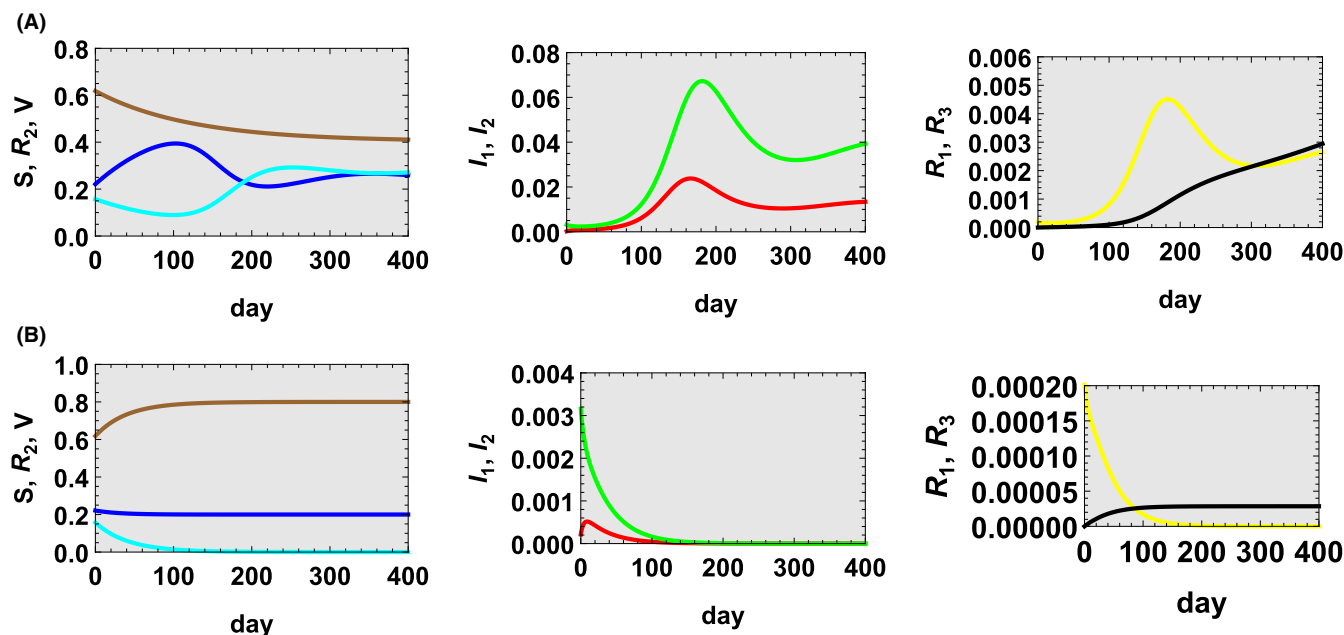 (A)
S, R₂, V
0.8
0.6
0.4
0.2
0.0
0 100 200 300 400
day
I₁, I₂
0.08
0.06
0.04
0.02
0.00
0 100 200 300 400
day
R₁, R₃
0.006
0.005
0.004
0.003
0.002
0.001
0.000
0 100 200 300 400
day
(B)
S, R₂, V
1.0
0.8
0.6
0.4
0.2
0.0
0 100 200 300 400
day
I₁, I₂
0.004
0.003
0.002
0.001
0.000
0 100 200 300 400
day
R₁, R₃
0.00020
0.00015
0.00010
0.00005
0.00000
0 100 200 300 400
day